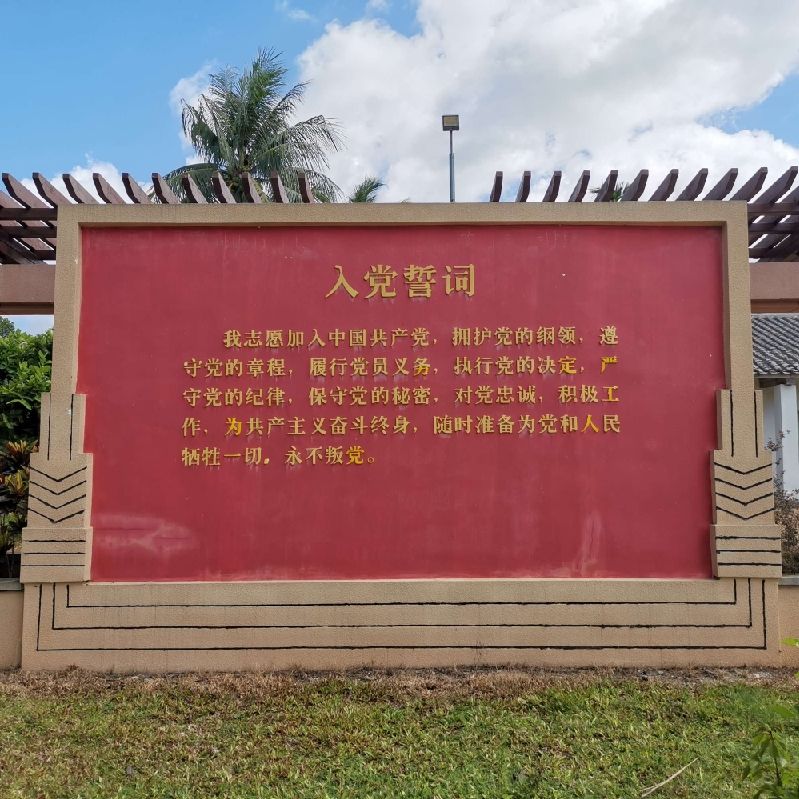 入党誓词
我志愿加入中国共产党，拥护党的纲领，遵
守党的章程，履行党员义务，执行党的决定，严
守党的纪律，保守党的秘密，对党忠诚，积极工
作，为共产主义奋斗终身，随时准备为党和人民
牺牲一切，永不叛党。